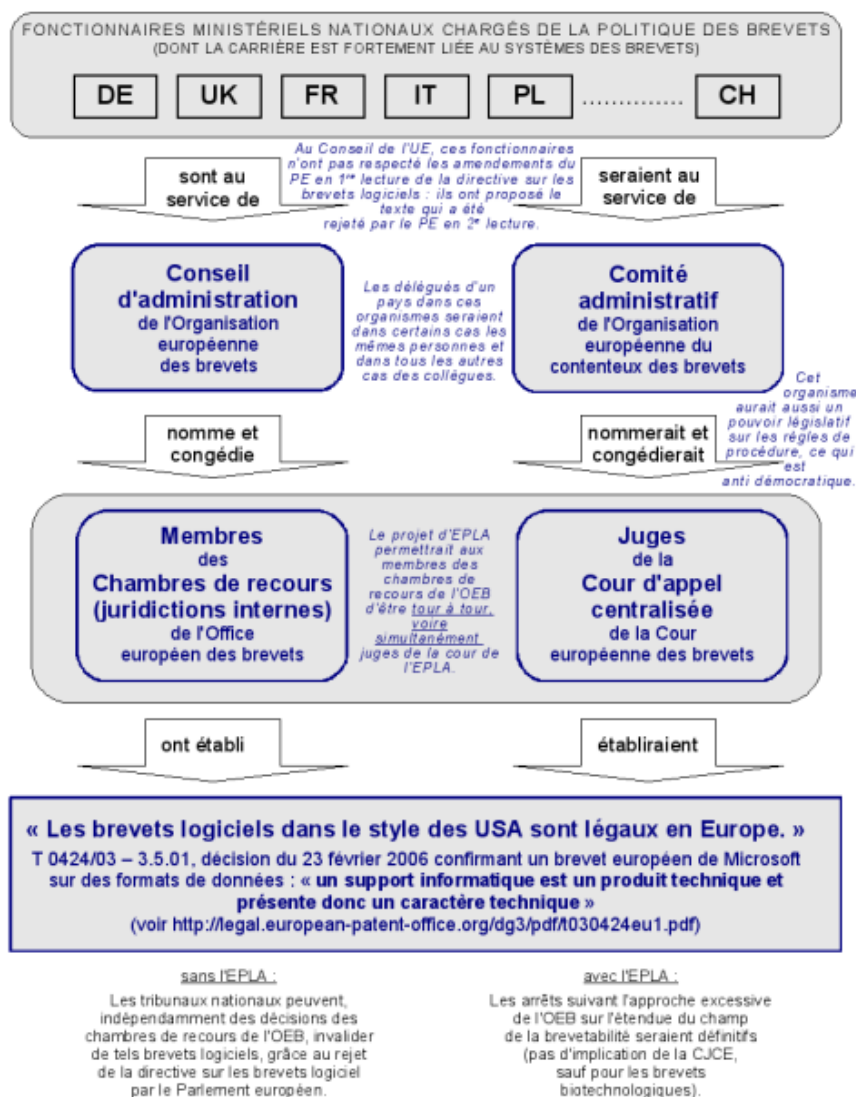 FONCTIONNAIRES MINISTÉRIELS NATIONAUX CHARGÉS DE LA POLITIQUE DES BREVETS
(DONT LA CARRIÈRE EST FORTEMENT LIÉE AU SYSTÈMES DES BREVETS)
DE UK FR IT PL .............. CH
sont au
service de
Au Conseil de l'UE, ces fonctionnaires
n'ont pas respecté les amendements du
PE en 1re lecture de la directive sur les
brevets logiciels : ils ont proposé le
texte qui a été
rejeté par le PE en 2e lecture.
seraient au
service de
Conseil
d'administration
de l'Organisation
européenne
des brevets
Les délégués d'un
pays dans ces
organismes seraient
dans certains cas les
mêmes personnes et
dans tous les autres
cas des collègues.
Comité
administratif
de l'Organisation
européenne du
contenteux des brevets
nomme et
congédie
nommerait et
congédierait
Cet
organisme
aurait aussi un
pouvoir législatif
sur les règles de
procédure, ce qui
est
anti démocratique.
Membres
des
Chambres de recours
(juridictions internes)
de l'Office
européen des brevets
Le projet d'EPLA
permettrait aux
membres des
chambres de
recours de l'OEB
d'être tour à tour,
voire
simultanément
juges de la cour de
l'EPLA.
Juges
de la
Cour d'appel
centralisée
de la Cour
européenne des brevets
ont établi
établiraient
« Les brevets logiciels dans le style des USA sont légaux en Europe. »
T 0424/03 – 3.5.01, décision du 23 février 2006 confirmant un brevet européen de Microsoft
sur des formats de données : « un support informatique est un produit technique et
présente donc un caractère technique »
(voir http://legal.european-patent-office.org/dg3/pdf/t030424eu1.pdf)
sans l'EPLA :
Les tribunaux nationaux peuvent,
indépendamment des décisions des
chambres de recours de l'OEB, invalider
de tels brevets logiciels, grâce au rejet
de la directive sur les brevets logiciel
par le Parlement européen.
avec l'EPLA :
Les arrêts suivant l'approche excessive
de l'OEB sur l'étendue du champ
de la brevetabilité seraient définitifs
(pas d'implication de la CJCE,
sauf pour les brevets
biotechnologiques).